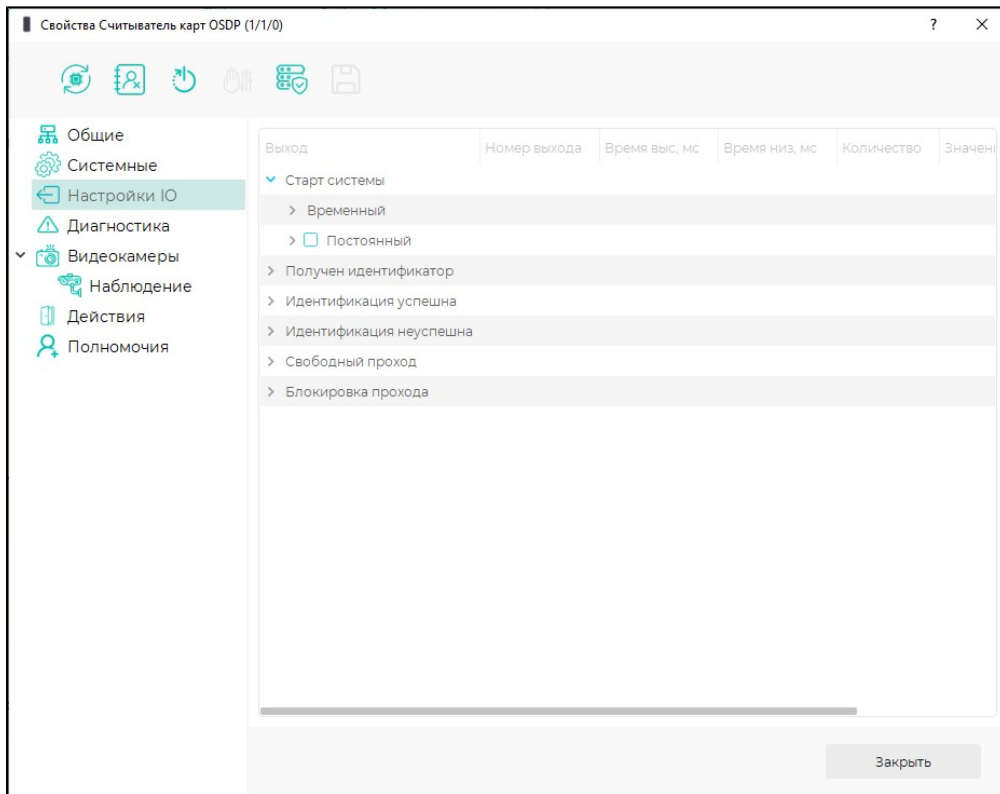 Свойства Считыватель карт OSDP (1/1/0)
?
Общие
Системные
Настройки IO
Диагностика
Видеокамеры
Наблюдение
Действия
Полномочия
Выход Номер выхода Время выс, мс Время низ, мс Количество Значени
Старт системы
Временный
Постоянный
Получен идентификатор
Идентификация успешна
Идентификация неуспешна
Свободный проход
Блокировка прохода
Закрыть